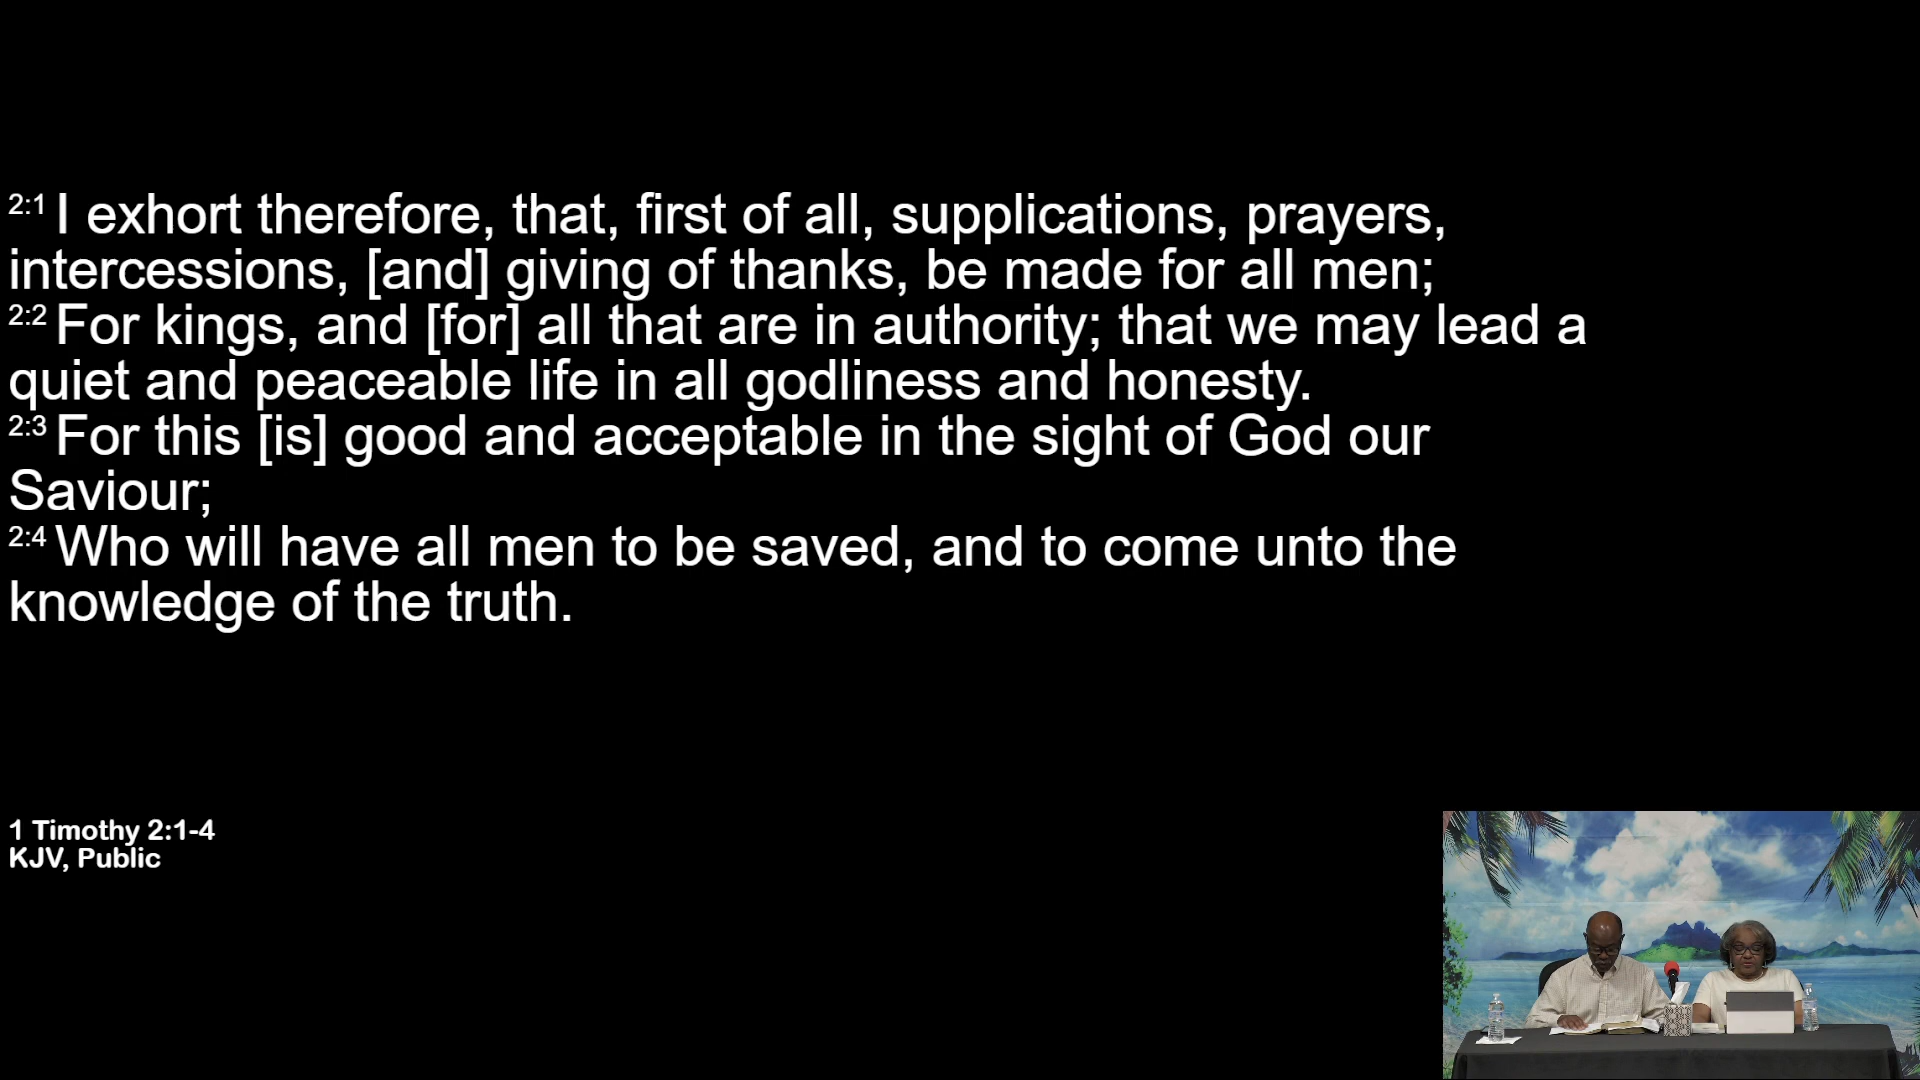 2:1 I exhort therefore, that, first of all, supplications, prayers,
intercessions, [and] giving of thanks, be made for all men;
2:2 For kings, and [for] all that are in authority; that we may lead a
quiet and peaceable life in all godliness and honesty.
2:3 For this [is] good and acceptable in the sight of God our
Saviour;
2:4 Who will have all men to be saved, and to come unto the
knowledge of the truth.
1 Timothy 2:1-4
KJV, Public